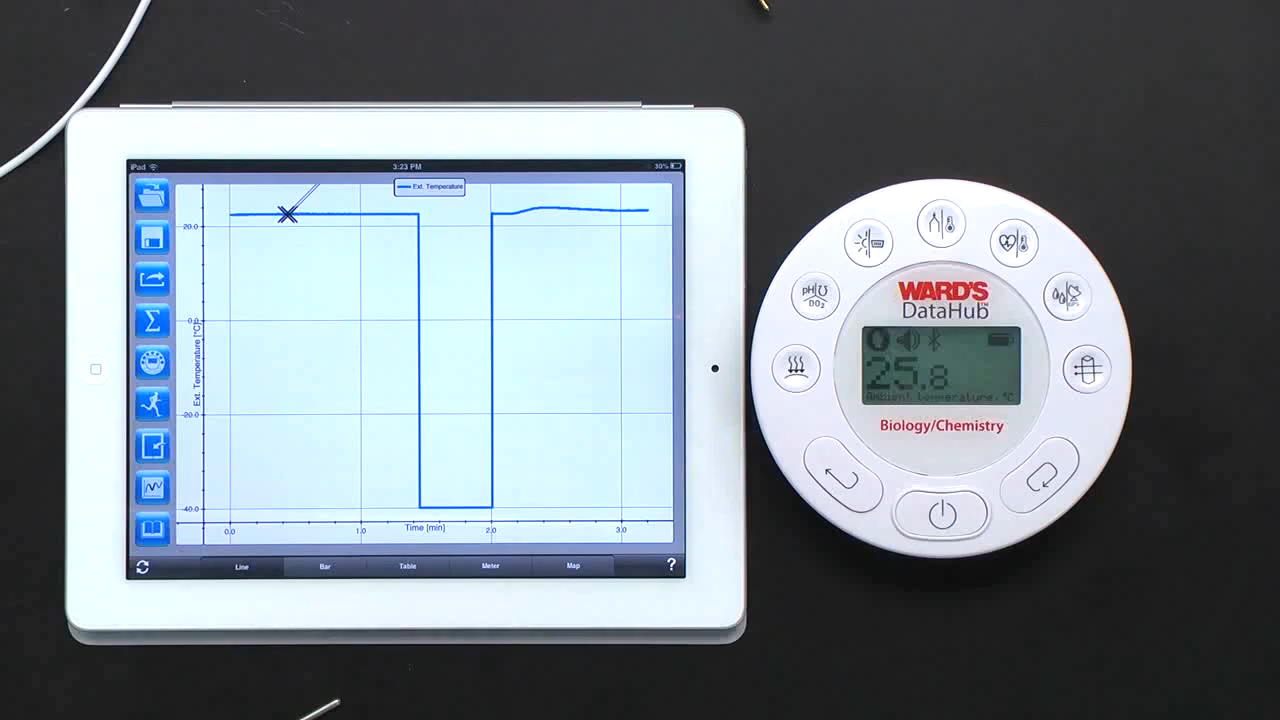 iPad
3:23 PM
30%
Ext. Temperature
20.0
0.0
-20.0
-40.0
Ext. Temperature [°C]
0.0
1.0
2.0
3.0
Time [min]
Line
Bar
Table
Meter
Map
?
pH
DO2
WARD'S
DataHub™
25.8
Ambient temperature, °C
Biology/Chemistry